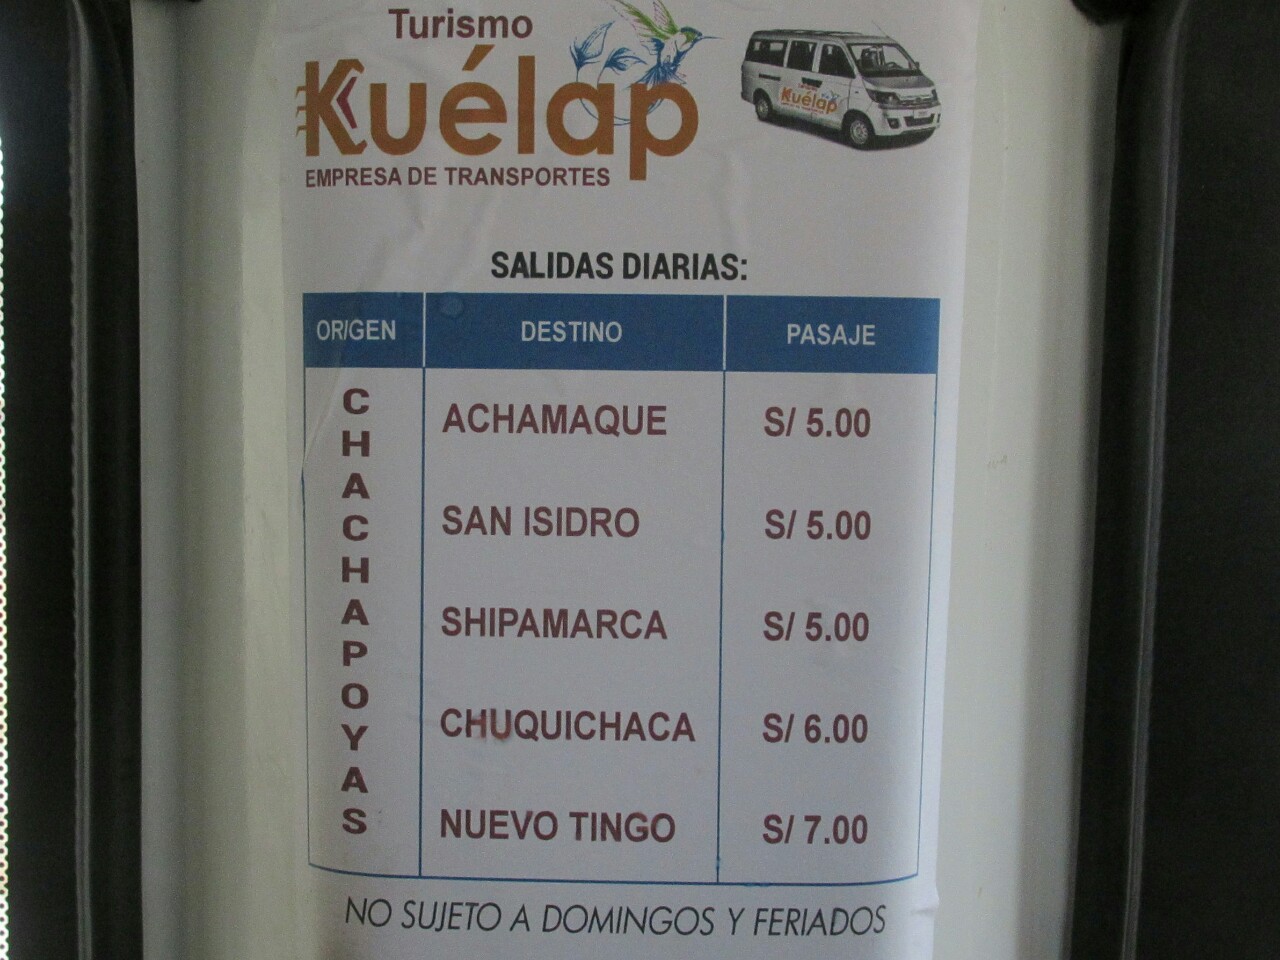 Turismo
Kuélap
EMPRESA DE TRANSPORTES
Kuélap
SALIDAS DIARIAS:
ORIGEN DESTINO PASAJE
CHACHAPOYAS
ACHAMAQUE S/ 5.00
SAN ISIDRO S/ 5.00
SHIPAMARCA S/ 5.00
CHUQUICHACA S/ 6.00
NUEVO TINGO S/ 7.00
NO SUJETO A DOMINGOS Y FERIADOS